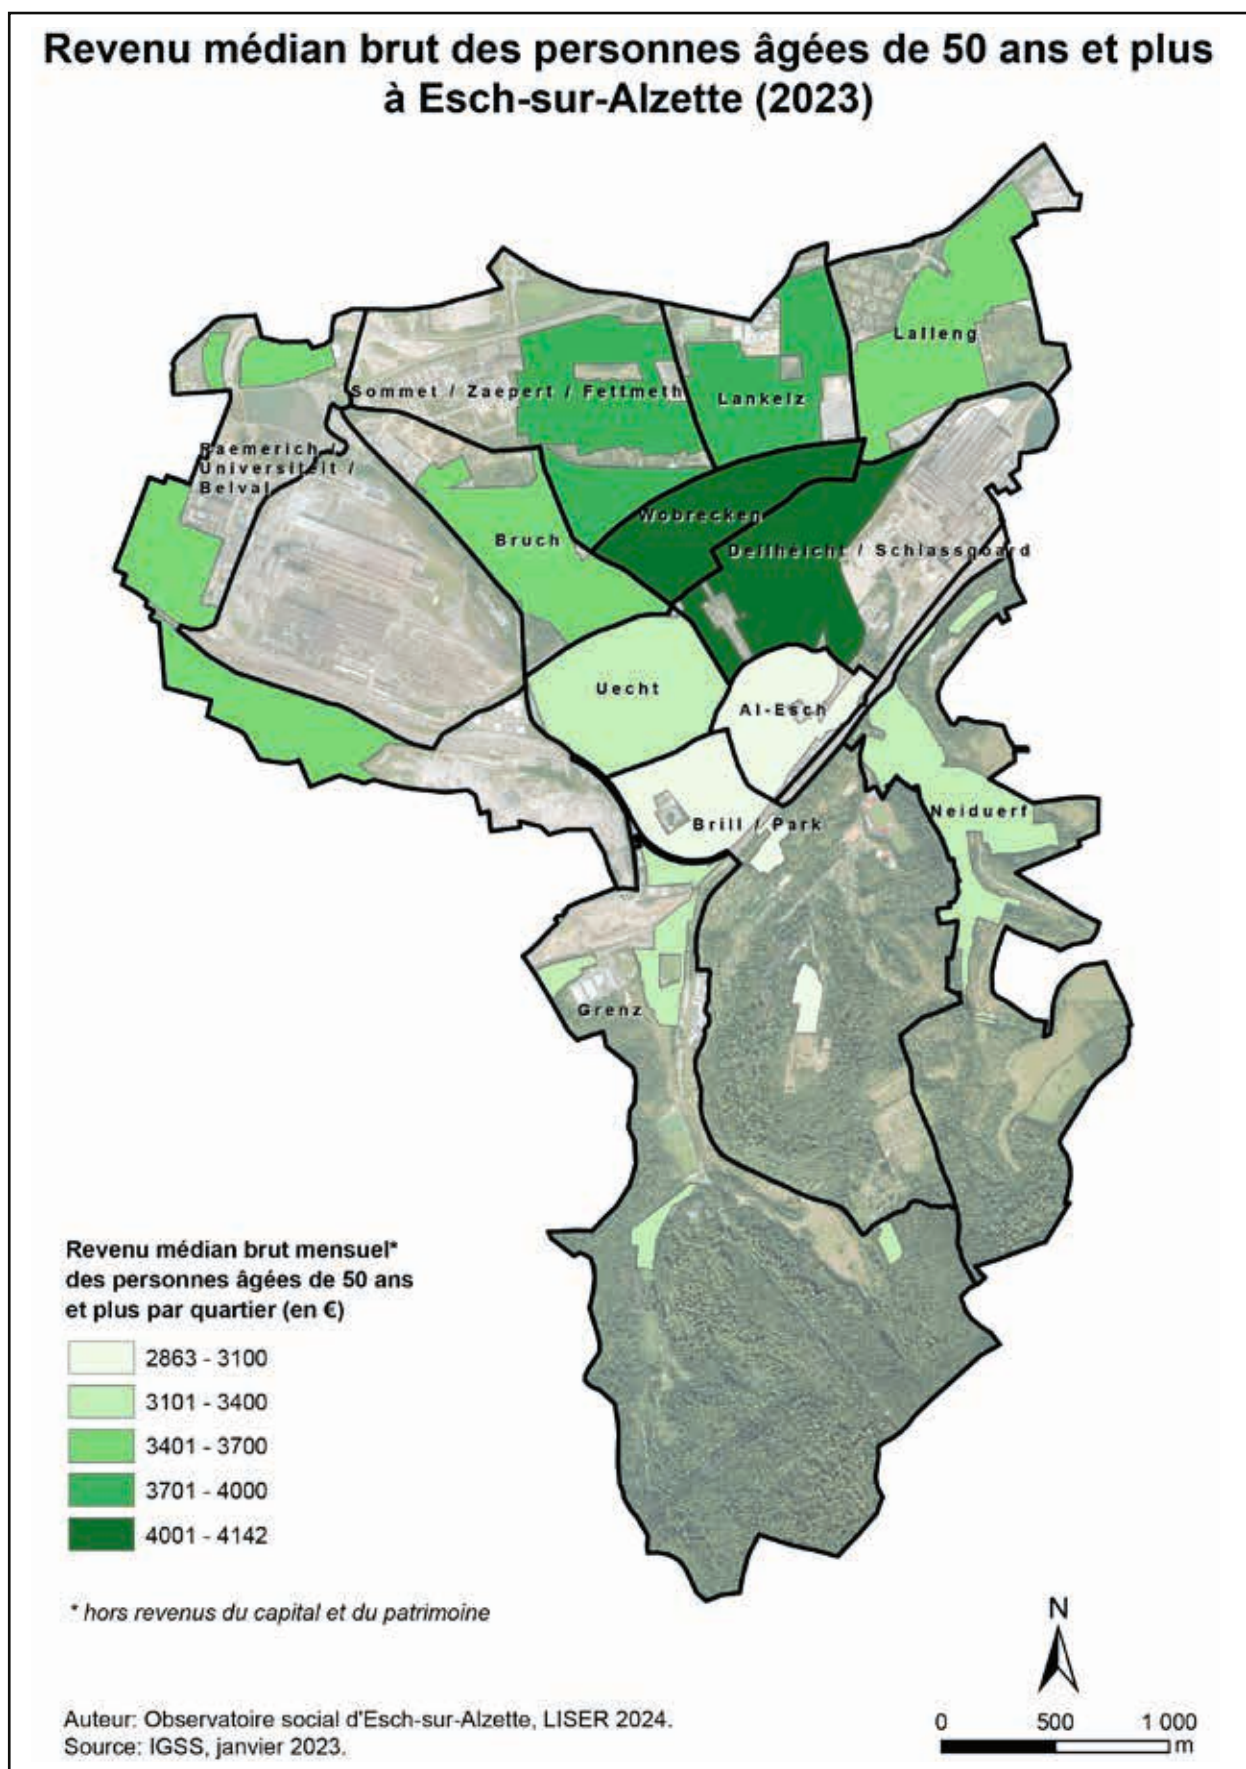 Revenu médian brut des personnes âgées de 50 ans et plus
à Esch-sur-Alzette (2023)
Lalleng
Sommet / Zaepert / Fettmeth
Lankelz
Raemerich /
Universiteit /
Belval
Wobrecken
Bruch
Dellhéicht / Schlassgoard
Uecht
Al-Esch
Neiduerf
Brill / Park
Grenz
Revenu médian brut mensuel*
des personnes âgées de 50 ans
et plus par quartier (en €)
2863 - 3100
3101 - 3400
3401 - 3700
3701 - 4000
4001 - 4142
* hors revenus du capital et du patrimoine
N
Auteur: Observatoire social d'Esch-sur-Alzette, LISER 2024.
Source: IGSS, janvier 2023.
0 500 1 000
m